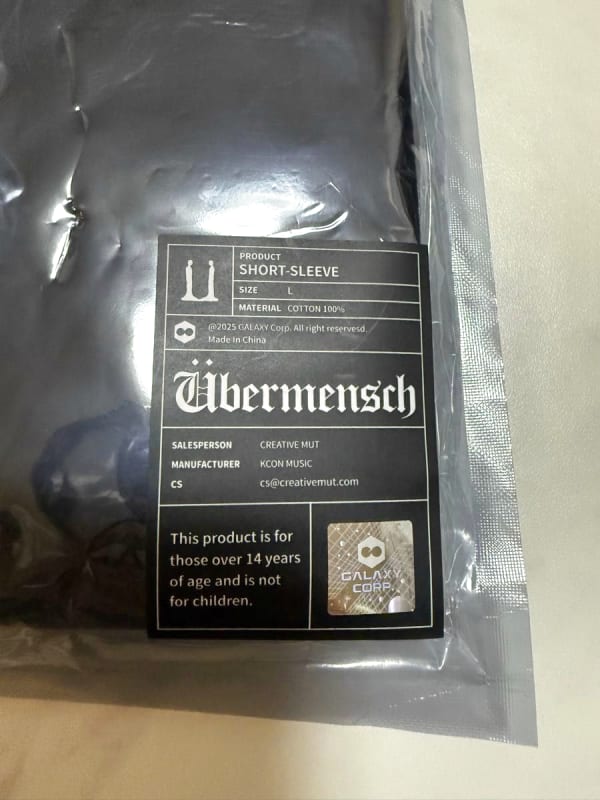 PRODUCT
SHORT-SLEEVE
SIZE L
MATERIAL COTTON 100%
@2025 GALAXY Corp. All right reservesd.
Made In China
Übermensch
SALESPERSON CREATIVE MUT
MANUFACTURER KCON MUSIC
CS cs@creativemut.com
This product is for
those over 14 years
of age and is not
for children.
GALAXY
CORP.